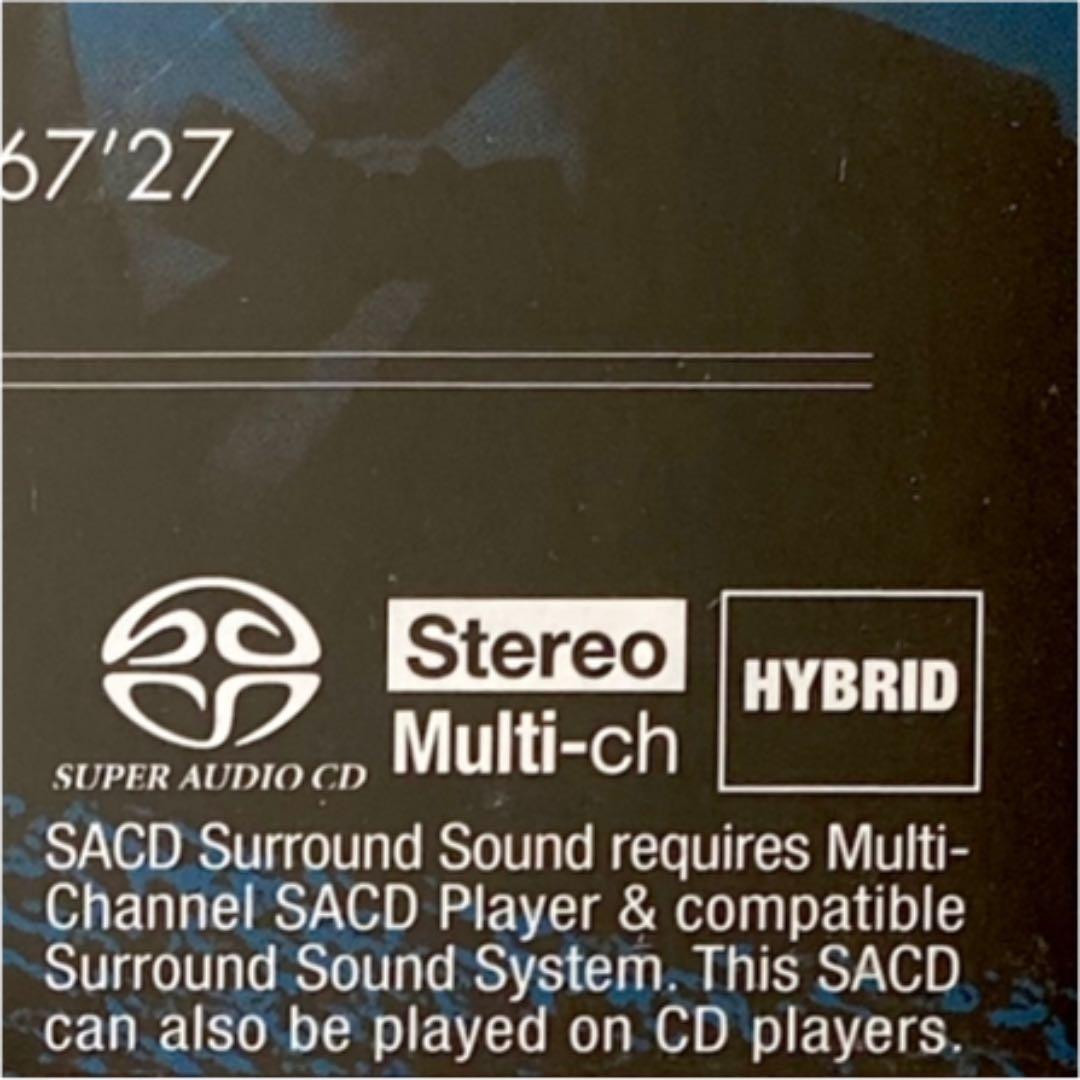 67'27
Stereo
HYBRID
Multi-ch
SUPER AUDIO CD
SACD Surround Sound requires Multi-
Channel SACD Player & compatible
Surround Sound System. This SACD
can also be played on CD players.